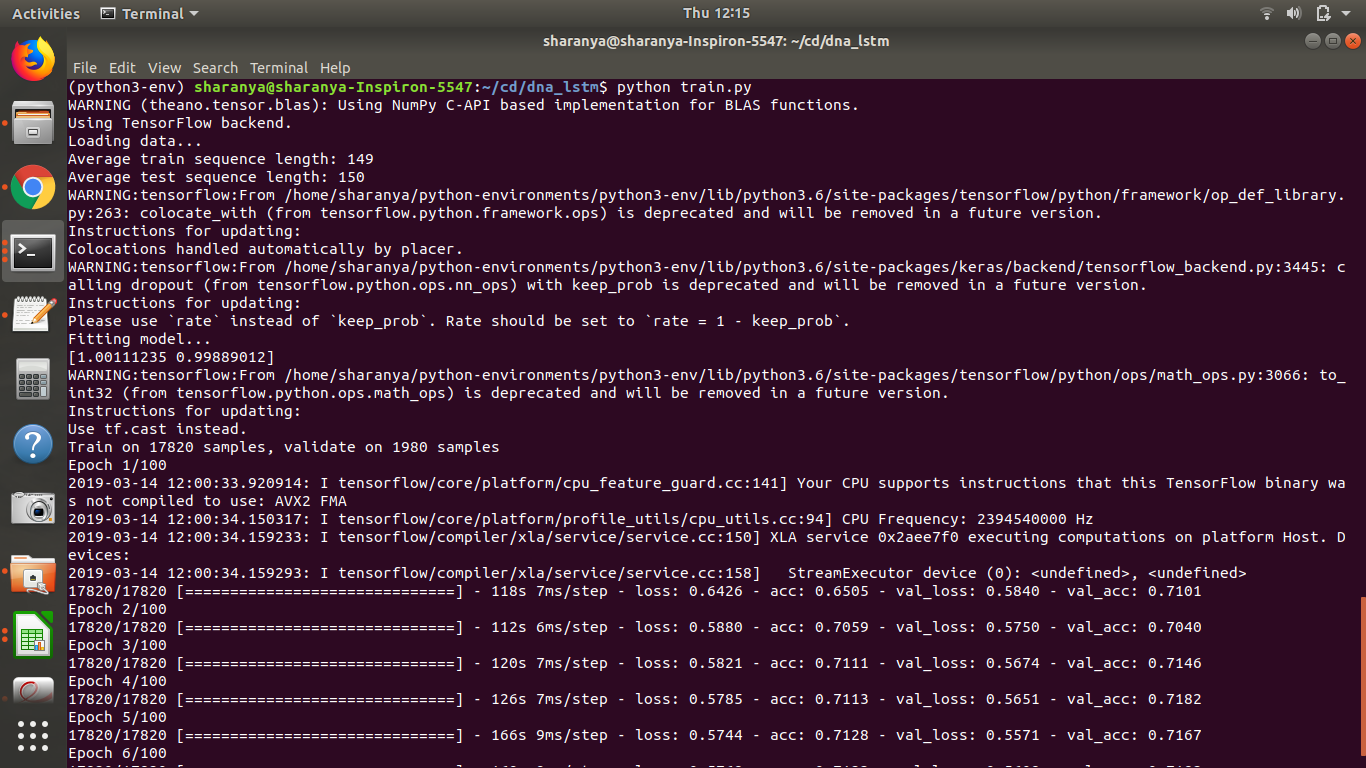 Activities Terminal Thu 12:15
sharanya@sharanya-Inspiron-5547: ~/cd/dna_lstm
File Edit View Search Terminal Help
(python3-env) sharanya@sharanya-Inspiron-5547:~/cd/dna_lstm$ python train.py
WARNING (theano.tensor.blas): Using NumPy C-API based implementation for BLAS functions.
Using TensorFlow backend.
Loading data...
Average train sequence length: 149
Average test sequence length: 150
WARNING:tensorflow:From /home/sharanya/python-environments/python3-env/lib/python3.6/site-packages/tensorflow/python/framework/op_def_library.
py:263: colocate_with (from tensorflow.python.framework.ops) is deprecated and will be removed in a future version.
Instructions for updating:
Colocations handled automatically by placer.
WARNING:tensorflow:From /home/sharanya/python-environments/python3-env/lib/python3.6/site-packages/keras/backend/tensorflow_backend.py:3445: c
alling dropout (from tensorflow.python.ops.nn_ops) with keep_prob is deprecated and will be removed in a future version.
Instructions for updating:
Please use `rate` instead of `keep_prob`. Rate should be set to `rate = 1 - keep_prob`.
Fitting model...
[1.00111235 0.99889012]
WARNING:tensorflow:From /home/sharanya/python-environments/python3-env/lib/python3.6/site-packages/tensorflow/python/ops/math_ops.py:3066: to_
int32 (from tensorflow.python.ops.math_ops) is deprecated and will be removed in a future version.
Instructions for updating:
Use tf.cast instead.
Train on 17820 samples, validate on 1980 samples
Epoch 1/100
2019-03-14 12:00:33.920914: I tensorflow/core/platform/cpu_feature_guard.cc:141] Your CPU supports instructions that this TensorFlow binary wa
s not compiled to use: AVX2 FMA
2019-03-14 12:00:34.150317: I tensorflow/core/platform/profile_utils/cpu_utils.cc:94] CPU Frequency: 2394540000 Hz
2019-03-14 12:00:34.159233: I tensorflow/compiler/xla/service/service.cc:150] XLA service 0x2aee7f0 executing computations on platform Host. D
evices:
2019-03-14 12:00:34.159293: I tensorflow/compiler/xla/service/service.cc:158]   StreamExecutor device (0): <undefined>, <undefined>
17820/17820 [==============================] - 118s 7ms/step - loss: 0.6426 - acc: 0.6505 - val_loss: 0.5840 - val_acc: 0.7101
Epoch 2/100
17820/17820 [==============================] - 112s 6ms/step - loss: 0.5880 - acc: 0.7059 - val_loss: 0.5750 - val_acc: 0.7040
Epoch 3/100
17820/17820 [==============================] - 120s 7ms/step - loss: 0.5821 - acc: 0.7111 - val_loss: 0.5674 - val_acc: 0.7146
Epoch 4/100
17820/17820 [==============================] - 126s 7ms/step - loss: 0.5785 - acc: 0.7113 - val_loss: 0.5651 - val_acc: 0.7182
Epoch 5/100
17820/17820 [==============================] - 166s 9ms/step - loss: 0.5744 - acc: 0.7128 - val_loss: 0.5571 - val_acc: 0.7167
Epoch 6/100